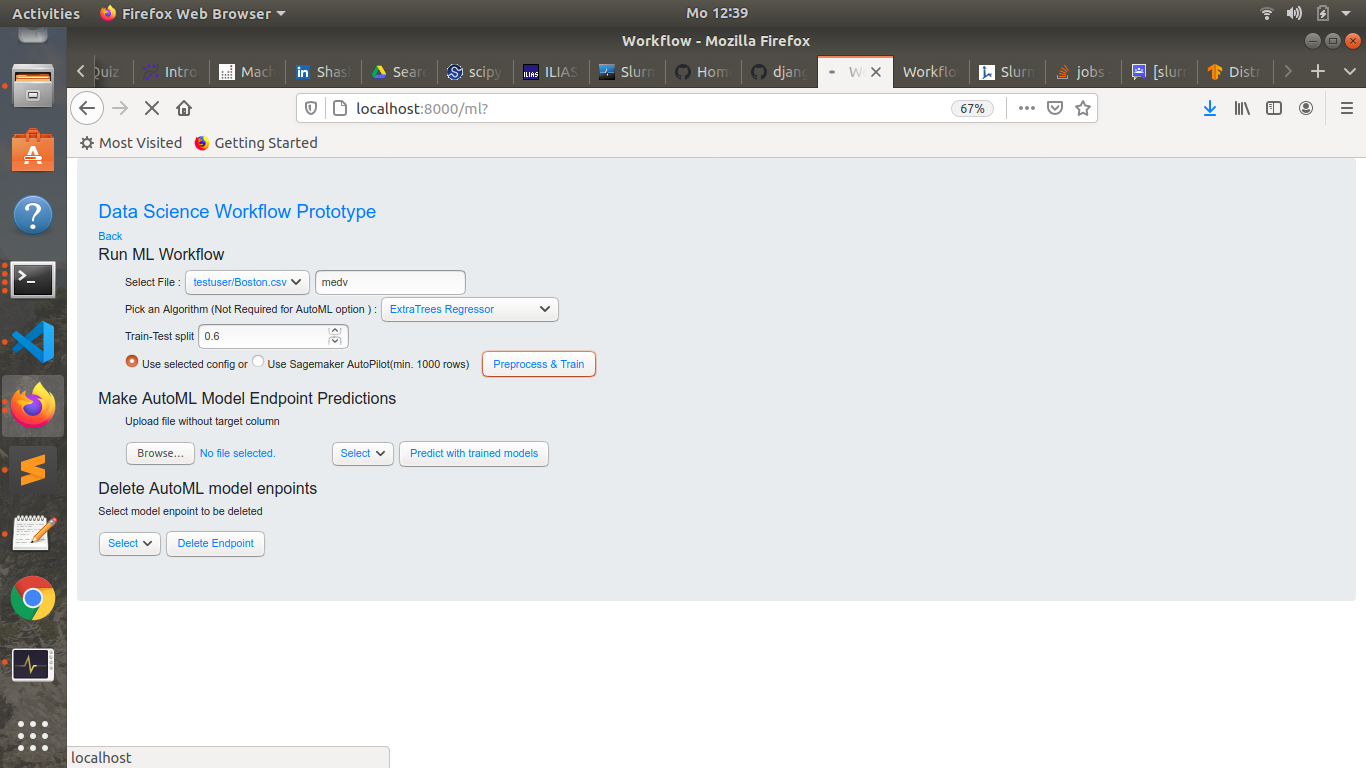 Activities Firefox Web Browser Mo 12:39
Workflow - Mozilla Firefox
Quiz Intro Mach Shas Sear scipy ILIAS Slurr Hom djan W Workflo Slurr jobs [slur Distr
localhost:8000/ml? 67%
Most Visited Getting Started
Data Science Workflow Prototype
Back
Run ML Workflow
Select File : testuser/Boston.csv medv
Pick an Algorithm (Not Required for AutoML option ) : ExtraTrees Regressor
Train-Test split 0.6
Use selected config or Use Sagemaker AutoPilot(min. 1000 rows) Preprocess & Train
Make AutoML Model Endpoint Predictions
Upload file without target column
Browse... No file selected. Select Predict with trained models
Delete AutoML model enpoints
Select model enpoint to be deleted
Select Delete Endpoint
localhost